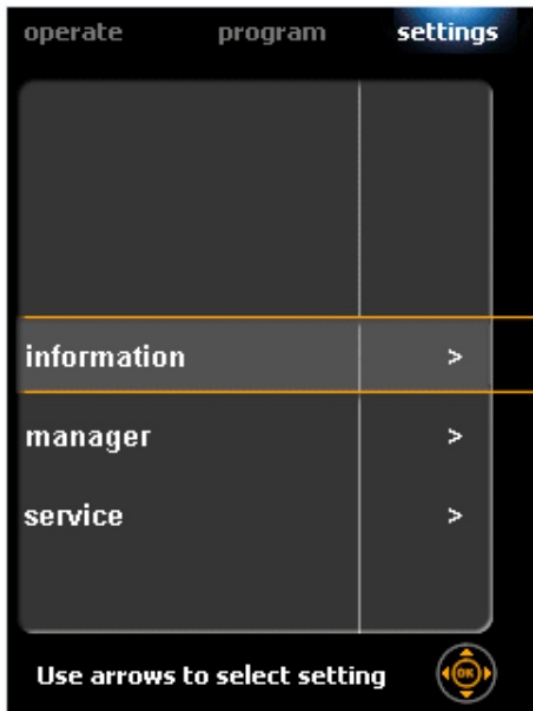 operate program settings
information >
manager >
service >
Use arrows to select setting OK